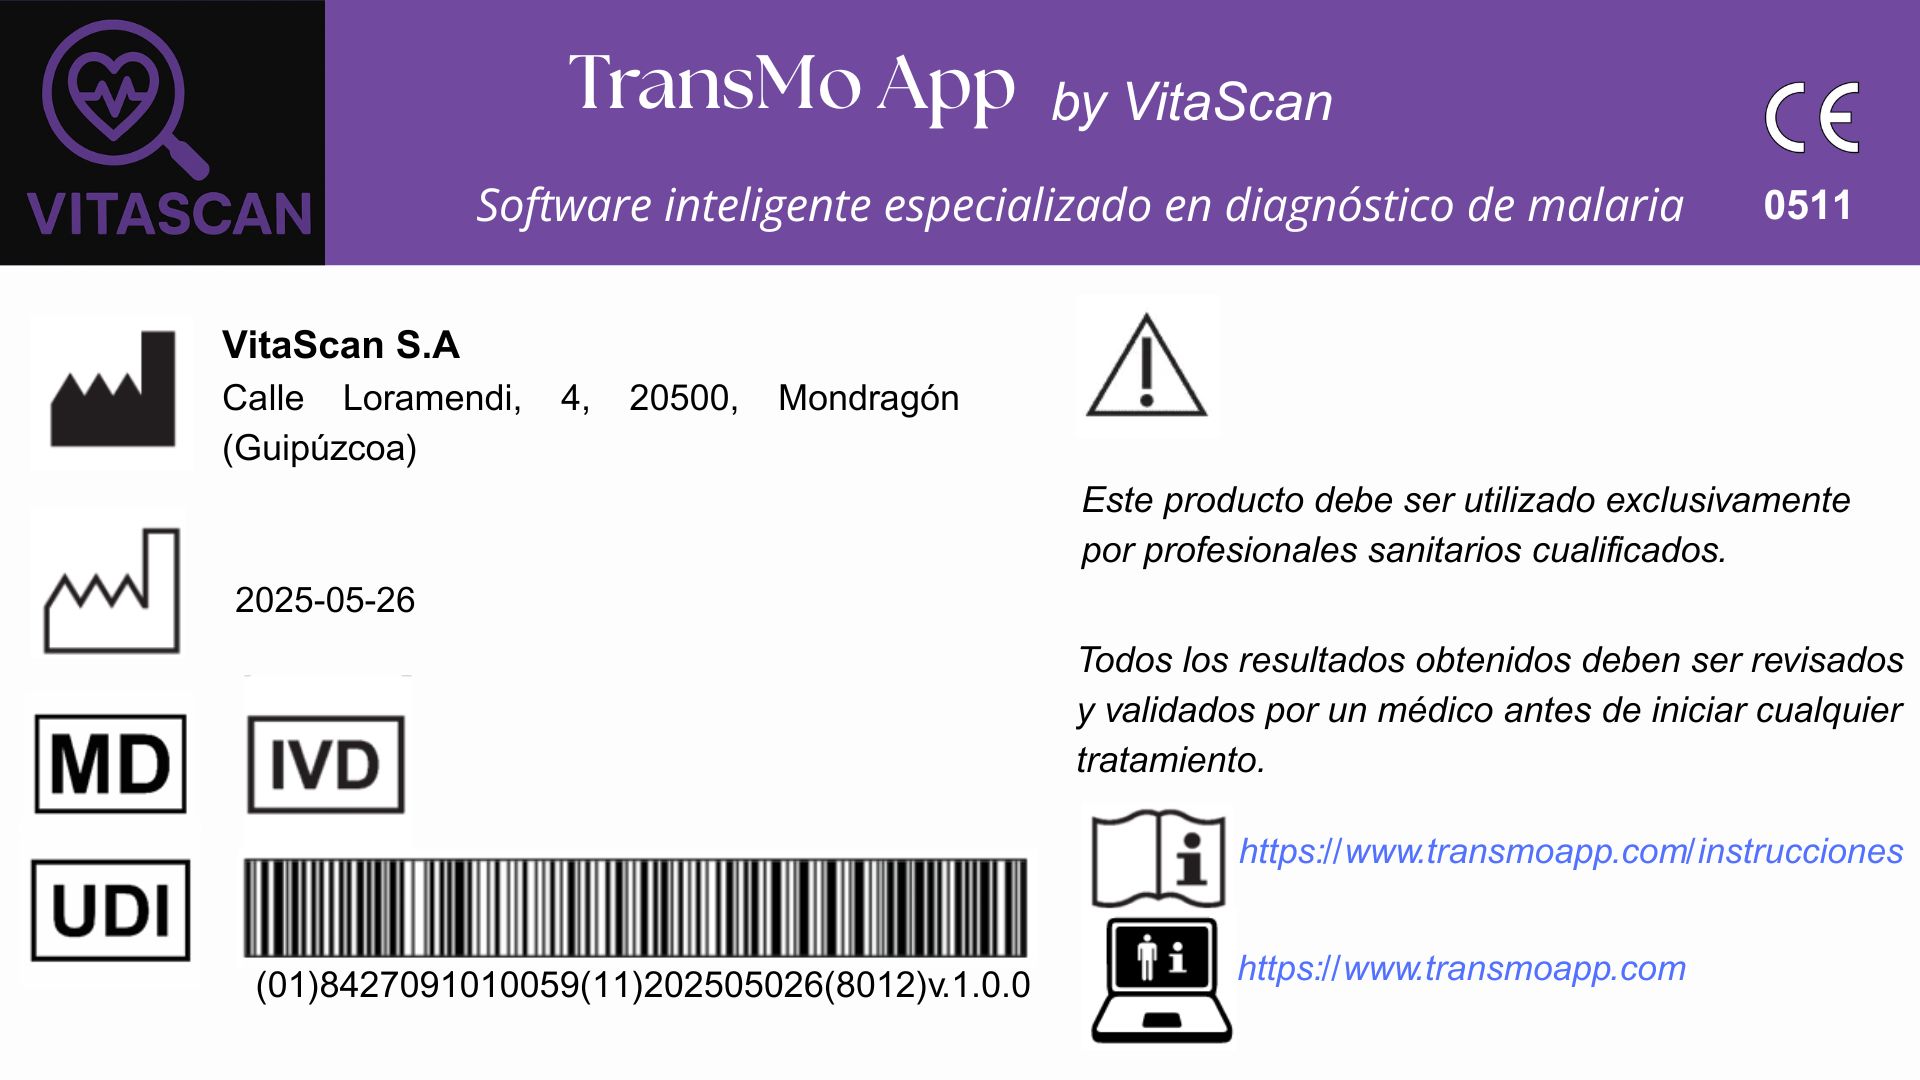 VITASCAN
TransMo App by VitaScan
Software inteligente especializado en diagnóstico de malaria
CE
0511
VitaScan S.A
Calle Loramendi, 4, 20500, Mondragón
(Guipúzcoa)
2025-05-26
MD
IVD
UDI
(01)8427091010059(11)202505026(8012)v.1.0.0
!
Este producto debe ser utilizado exclusivamente
por profesionales sanitarios cualificados.
Todos los resultados obtenidos deben ser revisados
y validados por un médico antes de iniciar cualquier
tratamiento.
i
https://www.transmoapp.com/instrucciones
i
https://www.transmoapp.com